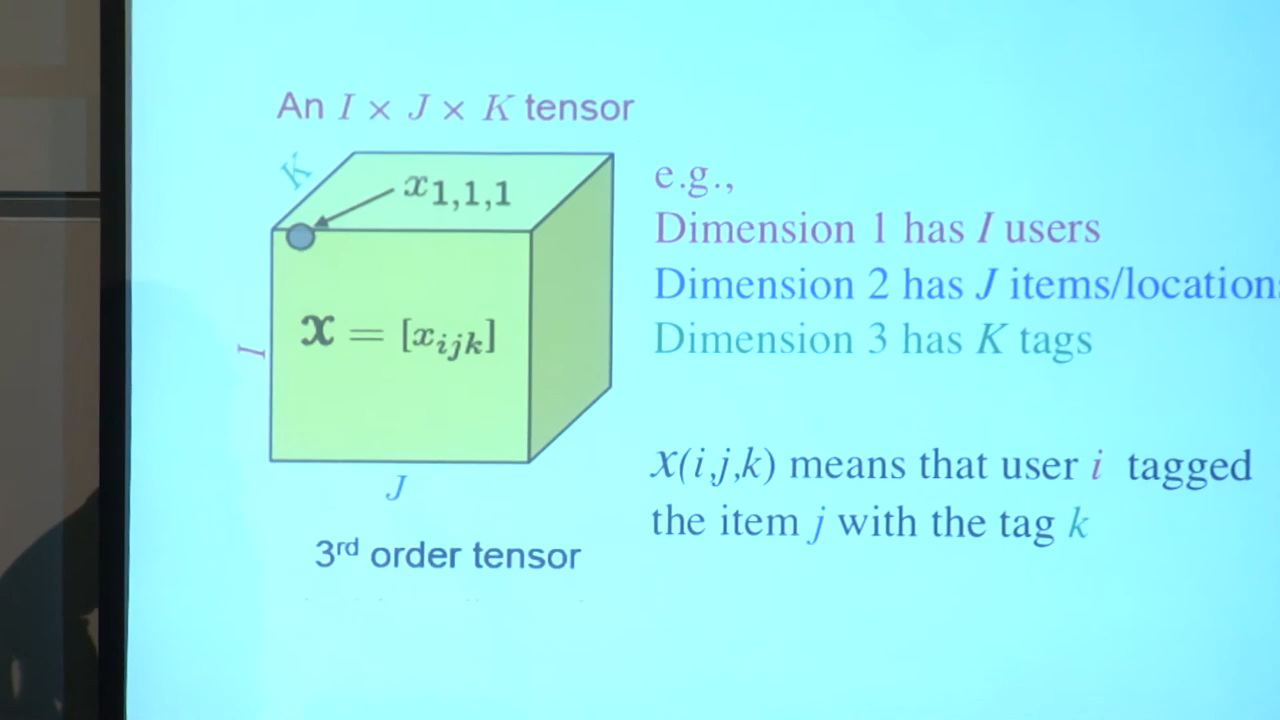 An I × J × K tensor
K
x1,1,1
𝖃 = [xijk]
I
J
3rd order tensor
e.g.,
Dimension 1 has I users
Dimension 2 has J items/location
Dimension 3 has K tags
X(i,j,k) means that user i tagged
the item j with the tag k